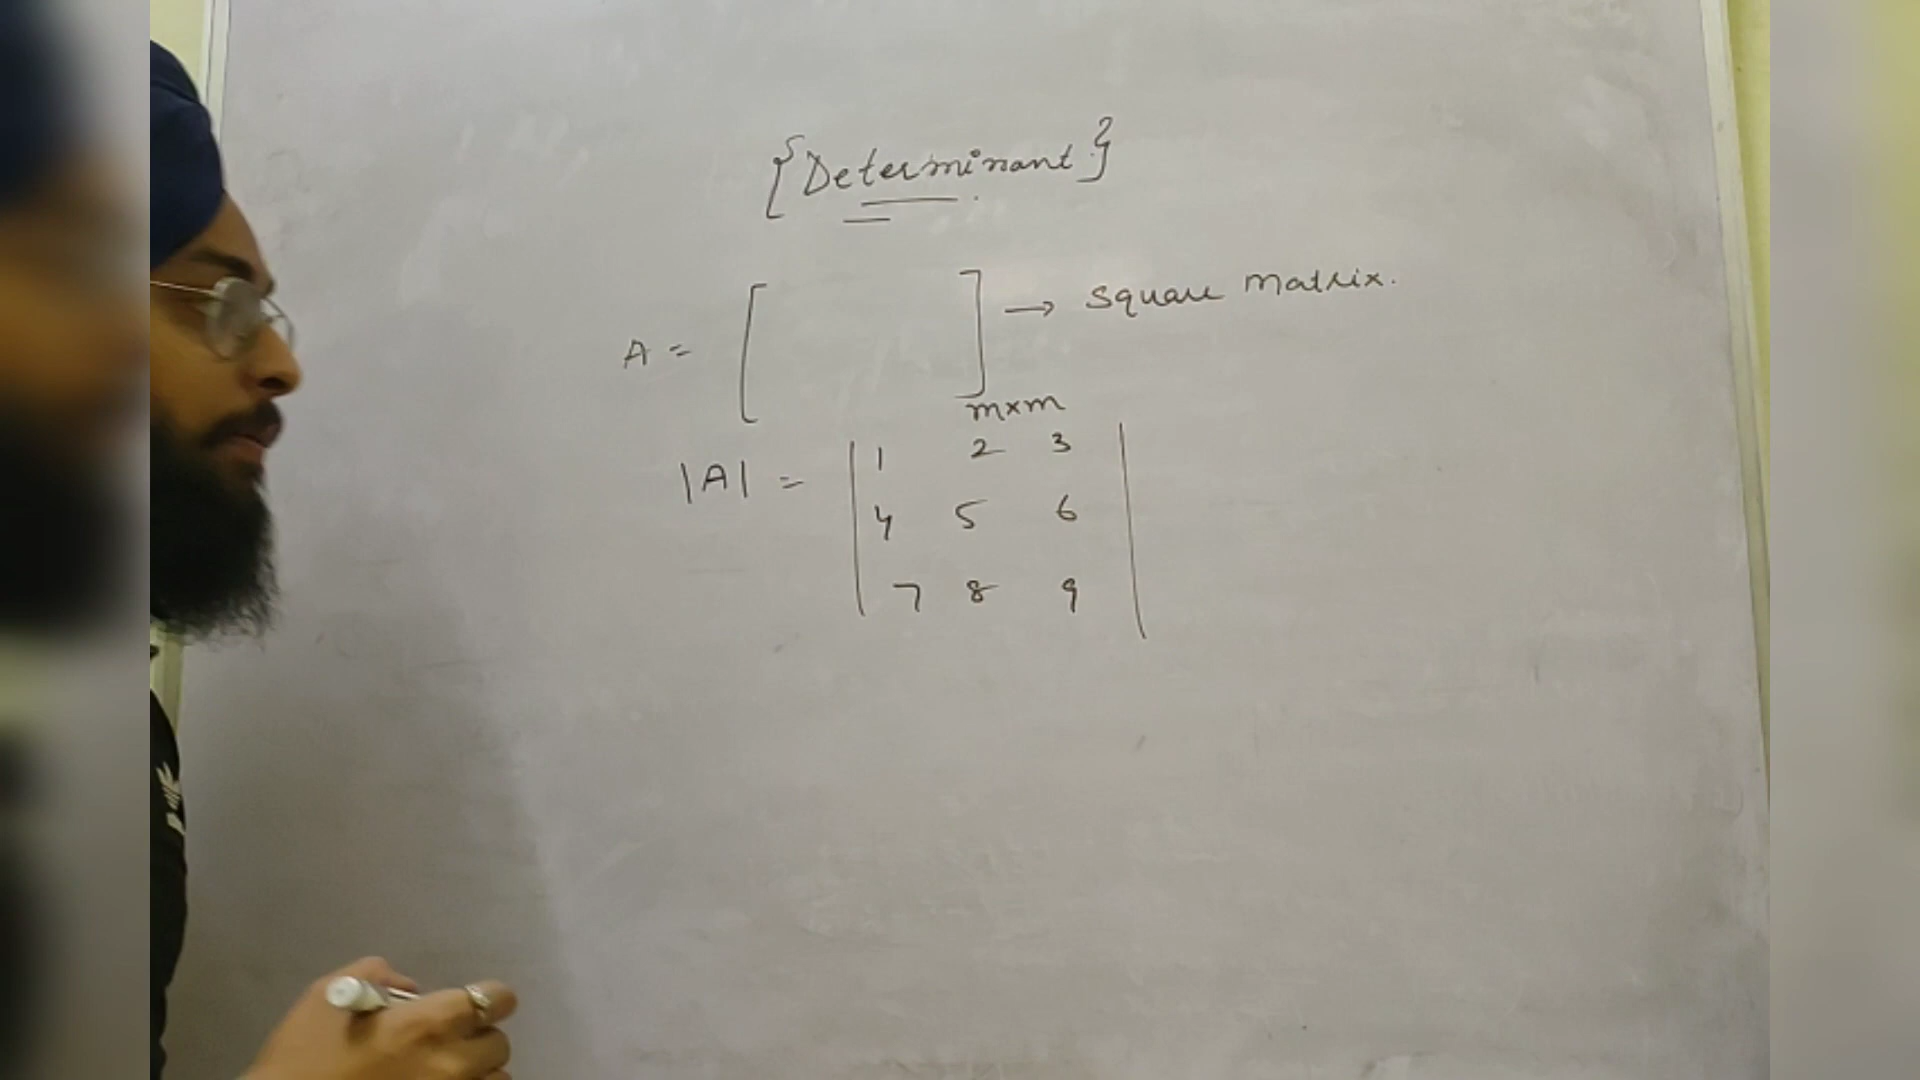 {Determinant}
A = [ ] → Square Matrix.
m×m
|A| = | 1 2 3 |
4 5 6
7 8 9